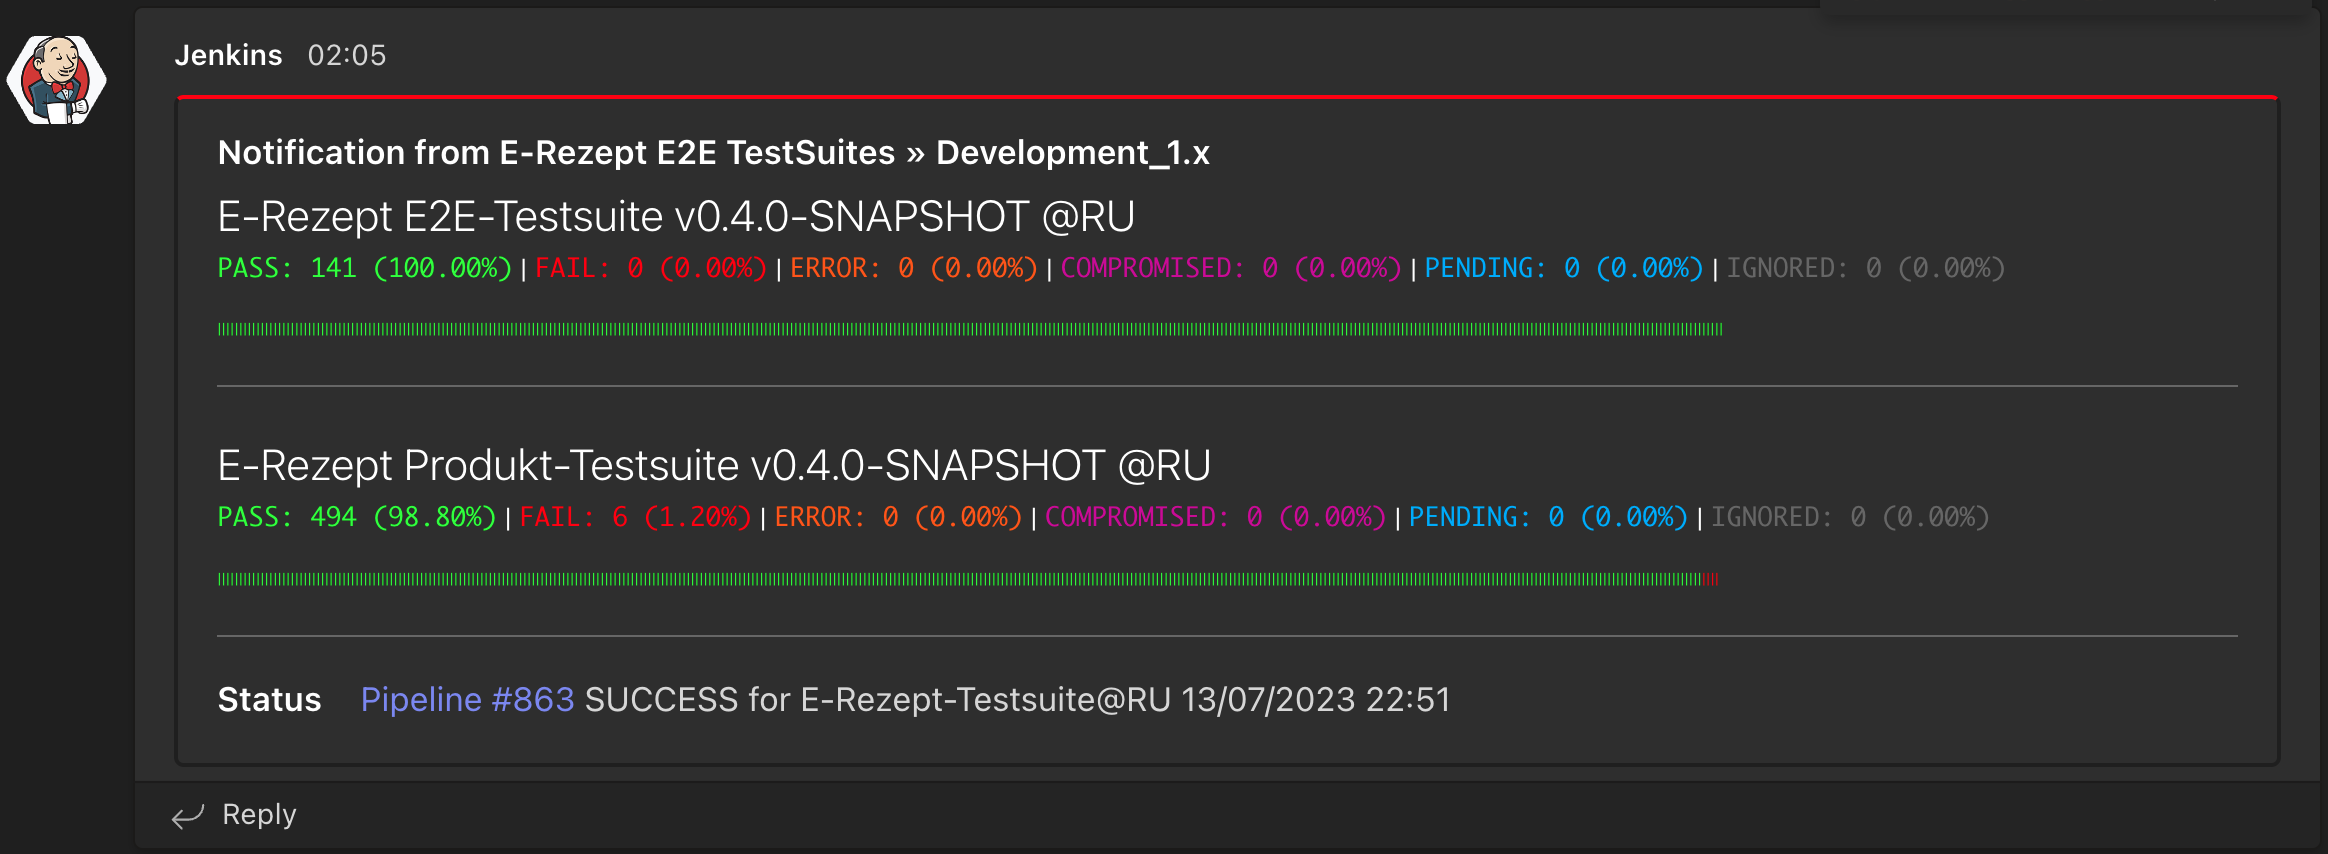 Jenkins 02:05
Notification from E-Rezept E2E TestSuites » Development_1.x
E-Rezept E2E-Testsuite v0.4.0-SNAPSHOT @RU
PASS: 141 (100.00%)|FAIL: 0 (0.00%)|ERROR: 0 (0.00%)|COMPROMISED: 0 (0.00%)|PENDING: 0 (0.00%)|IGNORED: 0 (0.00%)
E-Rezept Produkt-Testsuite v0.4.0-SNAPSHOT @RU
PASS: 494 (98.80%)|FAIL: 6 (1.20%)|ERROR: 0 (0.00%)|COMPROMISED: 0 (0.00%)|PENDING: 0 (0.00%)|IGNORED: 0 (0.00%)
Status Pipeline #863 SUCCESS for E-Rezept-Testsuite@RU 13/07/2023 22:51
Reply